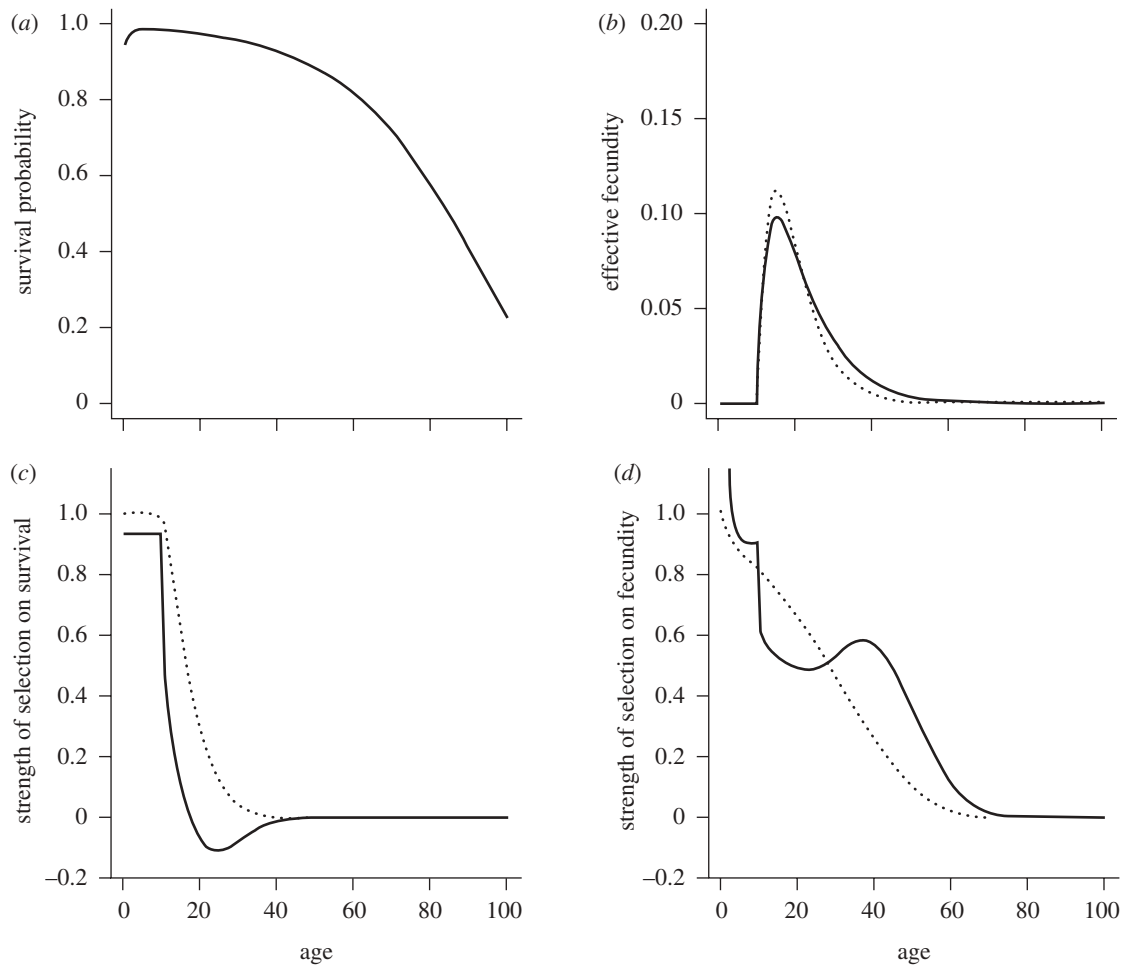 (a)
survival probability
1.0
0.8
0.6
0.4
0.2
0
(b)
effective fecundity
0.20
0.15
0.10
0.05
0
(c)
strength of selection on survival
1.0
0.8
0.6
0.4
0.2
0
–0.2
0 20 40 60 80 100
age
(d)
strength of selection on fecundity
1.0
0.8
0.6
0.4
0.2
0
–0.2
0 20 40 60 80 100
age